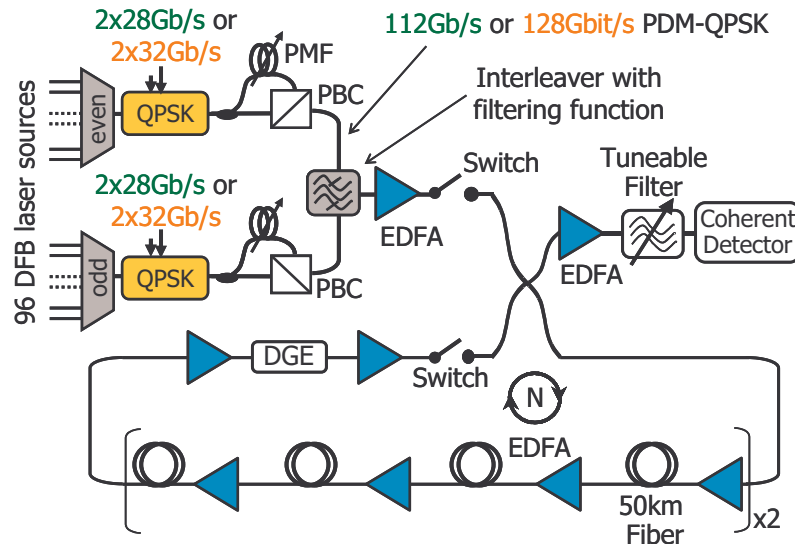 2x28Gb/s or
2x32Gb/s
112Gb/s or 128Gbit/s PDM-QPSK
PMF
Interleaver with
filtering function
PBC
even
QPSK
96 DFB laser sources
Switch
Tuneable
Filter
2x28Gb/s or
2x32Gb/s
EDFA
Coherent
Detector
odd
QPSK
PBC
EDFA
DGE
Switch
N
EDFA
50km
Fiber
x2